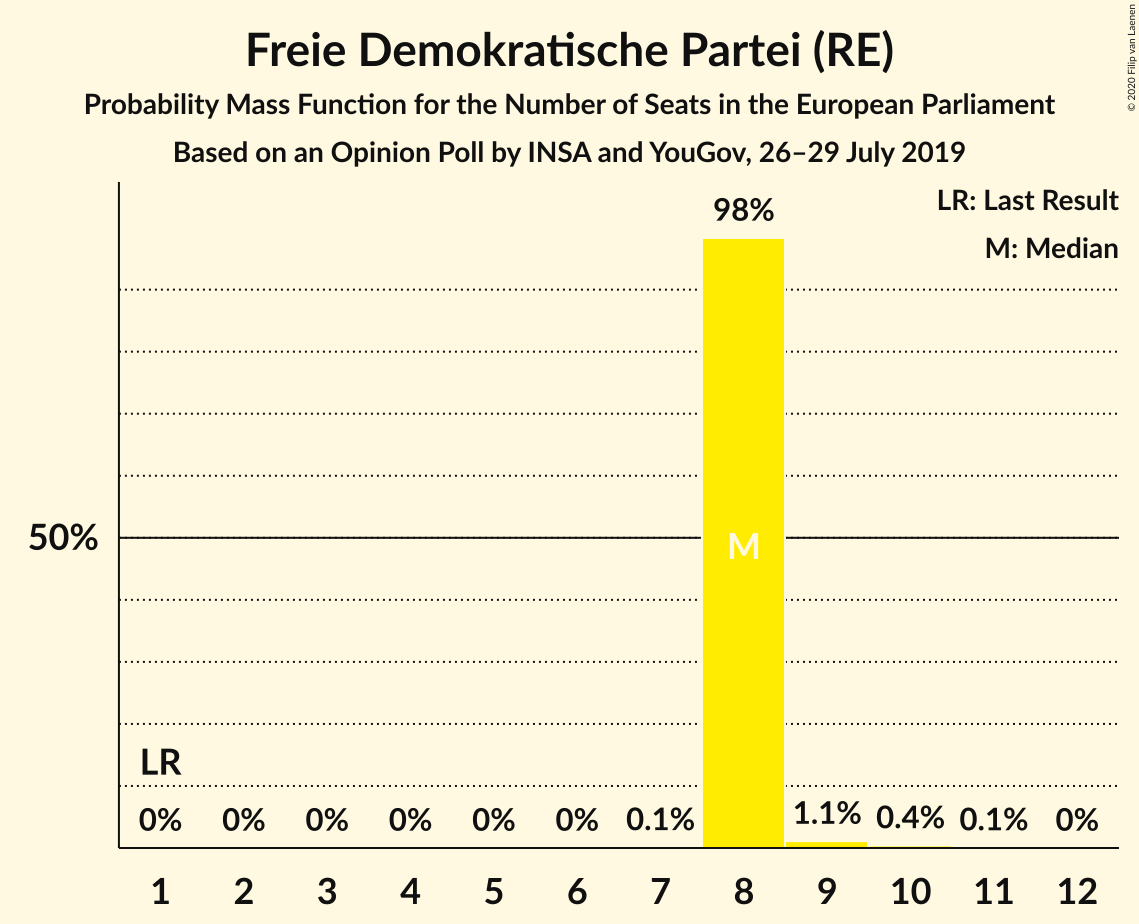 Freie Demokratische Partei (RE)
Probability Mass Function for the Number of Seats in the European Parliament
Based on an Opinion Poll by INSA and YouGov, 26–29 July 2019
© 2020 Filip van Laenen
LR: Last Result
M: Median
98%
50%
M
LR
0% 0% 0% 0% 0% 0% 0.1% 1.1% 0.4% 0.1% 0%
1 2 3 4 5 6 7 8 9 10 11 12